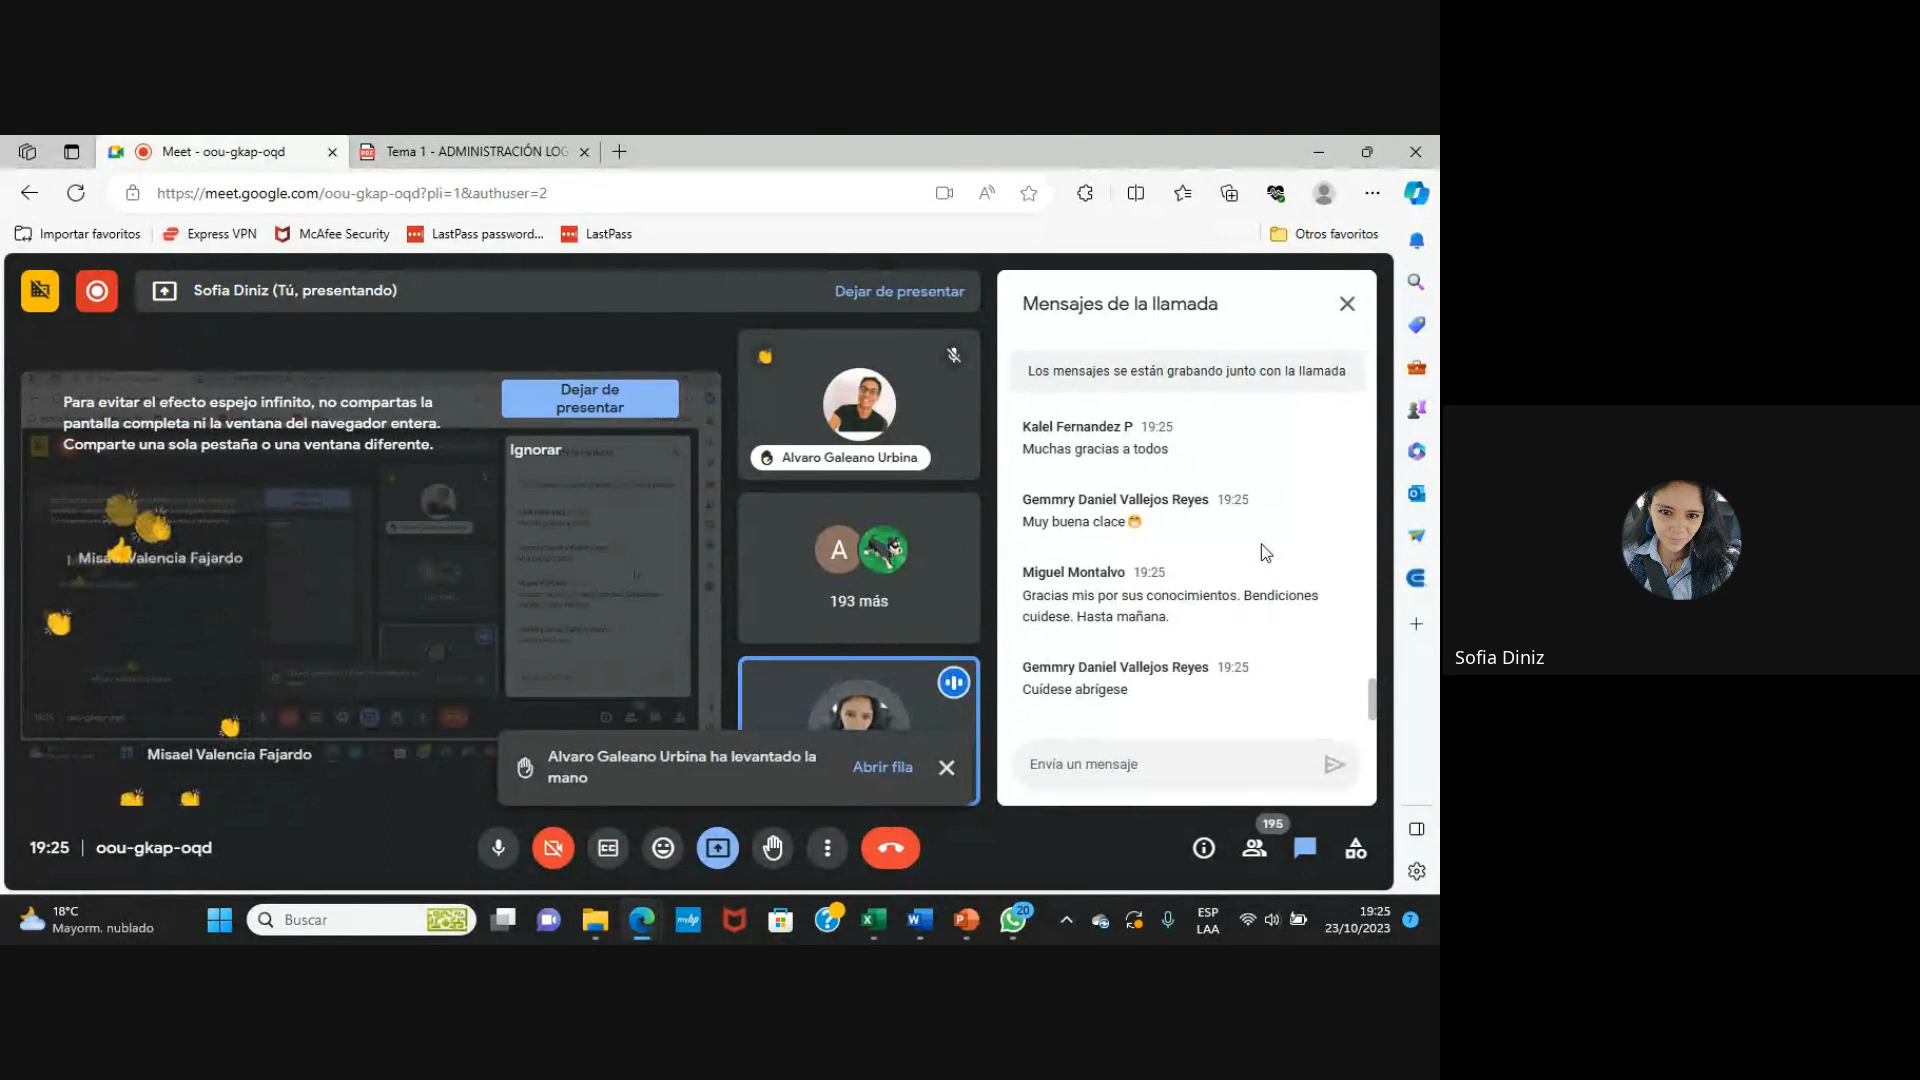 Meet - oou-gkap-oqd
Tema 1 - ADMINISTRACIÓN LOG
https://meet.google.com/oou-gkap-oqd?pli=1&authuser=2
Importar favoritos
Express VPN
McAfee Security
LastPass password...
LastPass
Otros favoritos
Sofia Diniz (Tú, presentando)
Dejar de presentar
Para evitar el efecto espejo infinito, no compartas la
pantalla completa ni la ventana del navegador entera.
Comparte una sola pestaña o una ventana diferente.
Dejar de
presentar
Ignorar
Misael Valencia Fajardo
Misael Valencia Fajardo
Alvaro Galeano Urbina
A
193 más
Alvaro Galeano Urbina ha levantado la
mano
Abrir fila
Mensajes de la llamada
Los mensajes se están grabando junto con la llamada
Kalel Fernandez P 19:25
Muchas gracias a todos
Gemmry Daniel Vallejos Reyes 19:25
Muy buena clace😁
Miguel Montalvo 19:25
Gracias mis por sus conocimientos. Bendiciones
cuidese. Hasta mañana.
Gemmry Daniel Vallejos Reyes 19:25
Cuídese abrígese
Envía un mensaje
19:25 | oou-gkap-oqd
195
18°C
Mayorm. nublado
Buscar
20
ESP
LAA
19:25
23/10/2023
7
Sofia Diniz